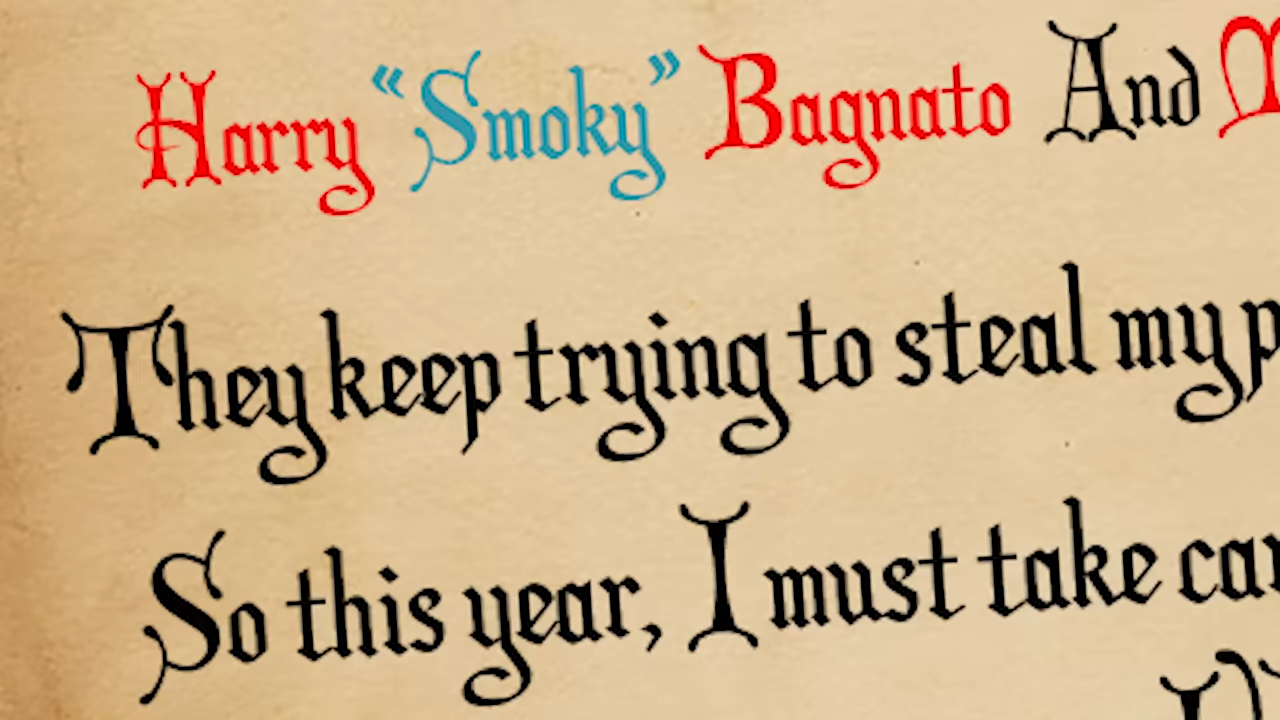 Harry “Smoky” Bagnato And
They keep trying to steal my
So this year, I must take